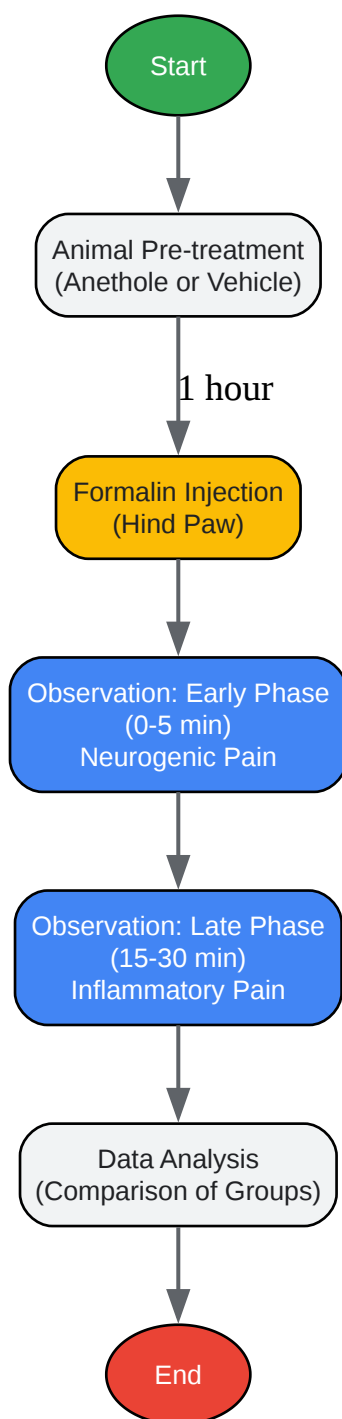 Start
Animal Pre-treatment
(Anethole or Vehicle)
1 hour
Formalin Injection
(Hind Paw)
Observation: Early Phase
(0-5 min)
Neurogenic Pain
Observation: Late Phase
(15-30 min)
Inflammatory Pain
Data Analysis
(Comparison of Groups)
End